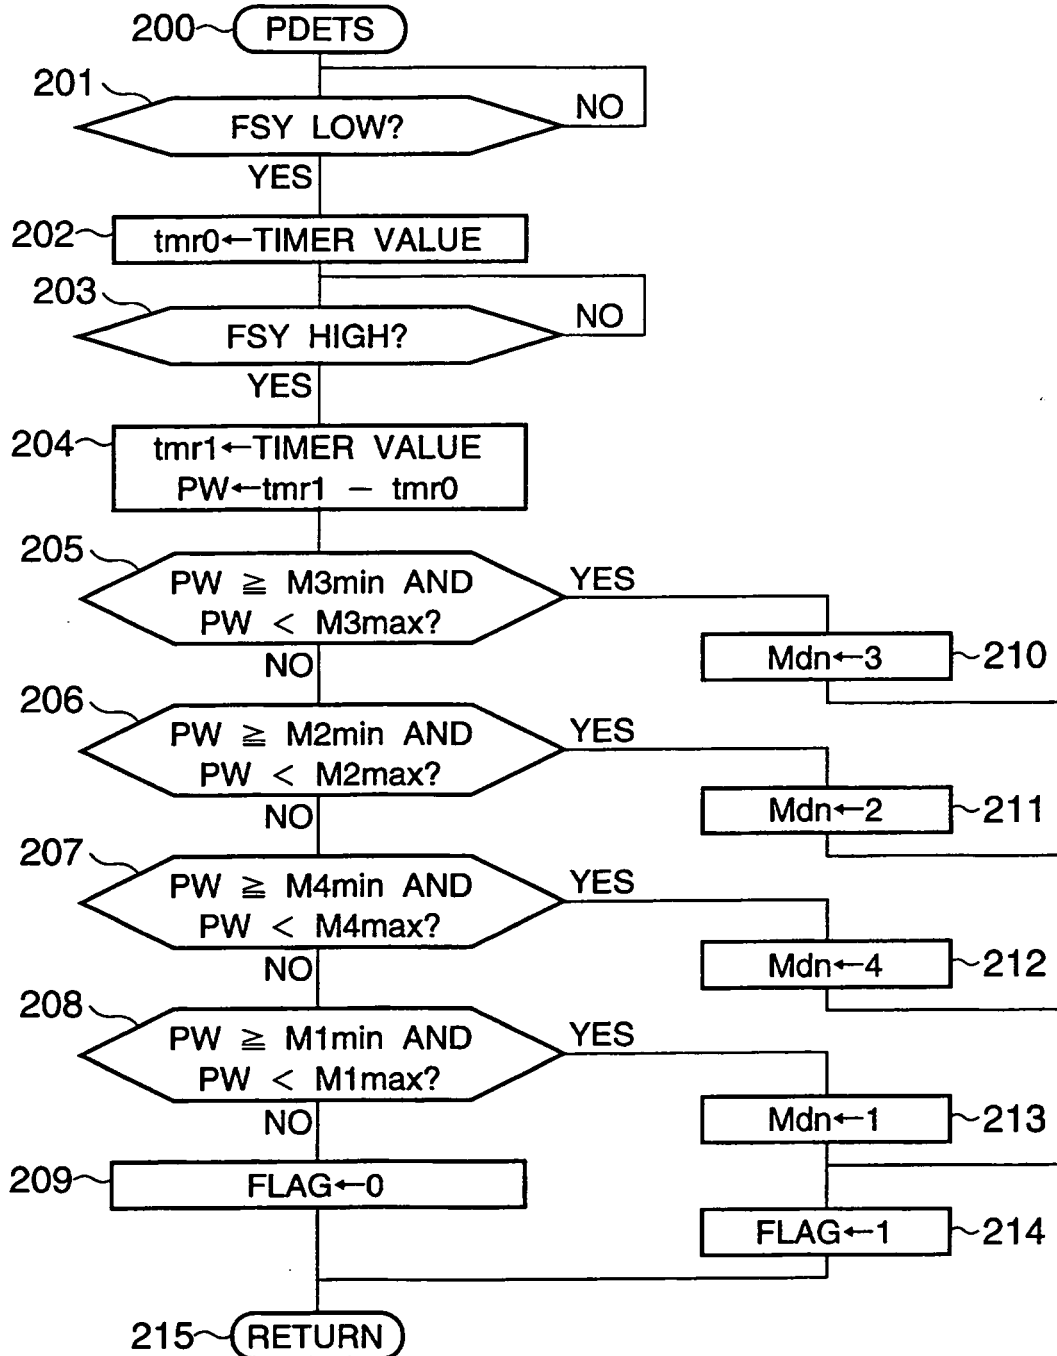 200 PDETS
201
FSY LOW? NO
YES
202 tmr0←TIMER VALUE
203
FSY HIGH? NO
YES
204 tmr1←TIMER VALUE
PW←tmr1 − tmr0
205
PW ≧ M3min AND YES
PW < M3max?
NO
Mdn←3 210
206
PW ≧ M2min AND YES
PW < M2max?
NO
Mdn←2 211
207
PW ≧ M4min AND YES
PW < M4max?
NO
Mdn←4 212
208
PW ≧ M1min AND YES
PW < M1max?
NO
Mdn←1 213
209 FLAG←0
FLAG←1 214
215 RETURN